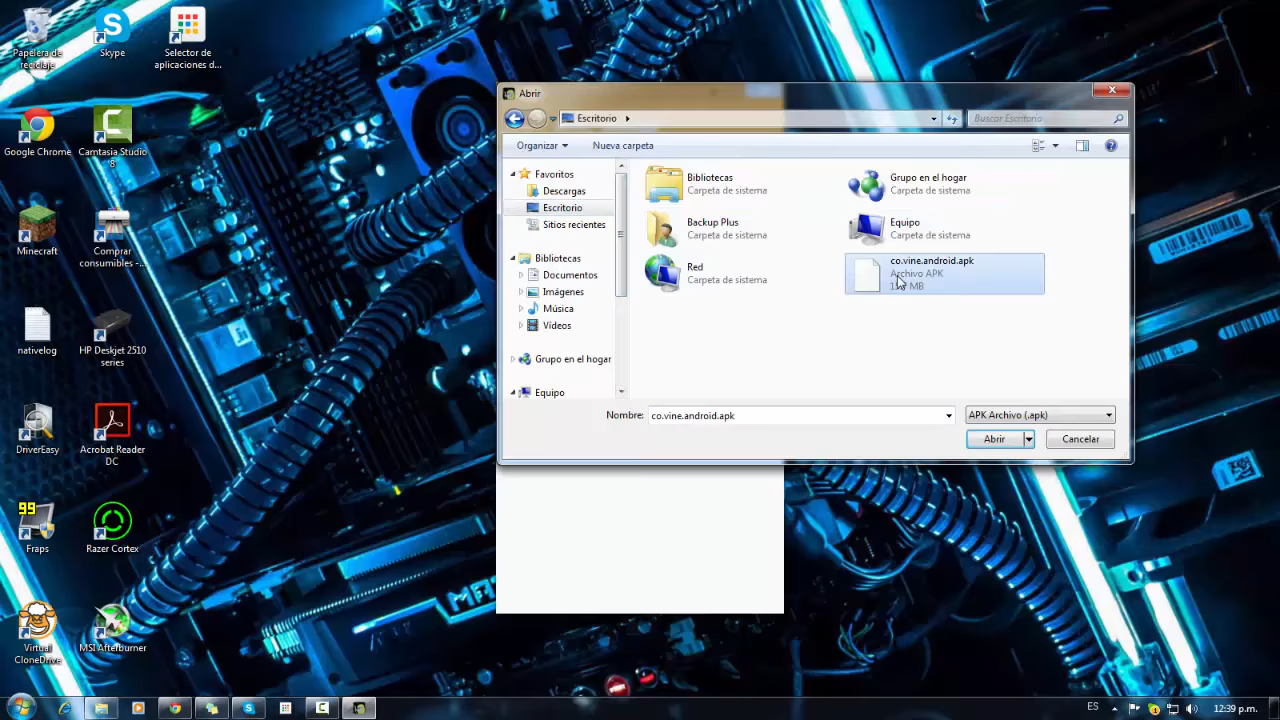 Papelera de
reciclaje
Skype
Selector de
aplicaciones d...
Google Chrome
Camtasia Studio
8
Minecraft
Comprar
consumibles -...
nativelog
HP Deskjet 2510
series
DriverEasy
Acrobat Reader
DC
99
Fraps
Razer Cortex
Virtual
CloneDrive
MSI Afterburner
Abrir
Escritorio
Buscar Escritorio
Organizar
Nueva carpeta
Favoritos
Descargas
Escritorio
Sitios recientes
Bibliotecas
Documentos
Imágenes
Música
Vídeos
Grupo en el hogar
Equipo
Bibliotecas
Carpeta de sistema
Grupo en el hogar
Carpeta de sistema
Backup Plus
Carpeta de sistema
Equipo
Carpeta de sistema
Red
Carpeta de sistema
co.vine.android.apk
Archivo APK
MB
Nombre:
co.vine.android.apk
APK Archivo (.apk)
Abrir
Cancelar
ES
12:39 p.m.